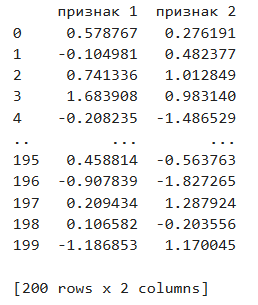 признак 1 признак 2
0 0.578767 0.276191
1 -0.104981 0.482377
2 0.741336 1.012849
3 1.683908 0.983140
4 -0.208235 -1.486529
.. ... ...
195 0.458814 -0.563763
196 -0.907839 -1.827265
197 0.209434 1.287924
198 0.106582 -0.203556
199 -1.186853 1.170045
[200 rows x 2 columns]